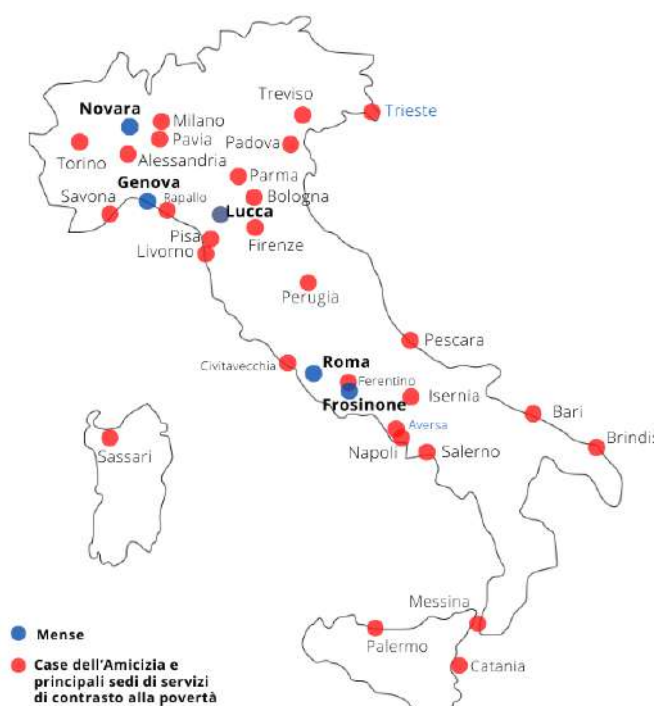 Treviso
Novara
Milano
Trieste
Pavia
Padova
Torino
Alessandria
Parma
Genova
Savona
Rapallo
Bologna
Lucca
Pisa
Firenze
Livorno
Perugia
Pescara
Civitavecchia
Roma
Ferentino
Frosinone
Isernia
Bari
Aversa
Brindis
Napoli
Salerno
Sassari
Messina
Mense
Palermo
Case dell'Amicizia e
principali sedi di servizi
di contrasto alla povertà
Catania